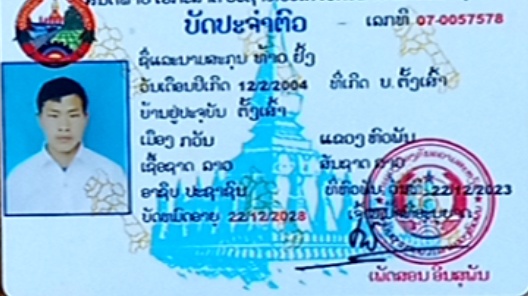 ບັດປະຈຳຕົວ
ເລກທີ 07-0057578
ຊື່ແລະນາມສະກຸນ ທ້າວ ຢັ້ງ
ວັນເດືອນປີເກີດ 12/2/2004 ທີ່ເກີດ ບ. ຕັ້ງເສົ້າ
ບ້ານຢູ່ປະຈຸບັນ ຕັ້ງເສົ້າ
ເມືອງ ກວັນ ແຂວງ ຫົວພັນ
ເຊື້ອຊາດ ລາວ ສັນຊາດ ລາວ
ອາຊີບ ປະຊາຊົນ ທີ່ຫົວພັນ, ວັນທີ 22/12/2023
ບັດໝົດອາຍຸ 22/12/2028
ເພັດສອນ ອິນສຸພັນ